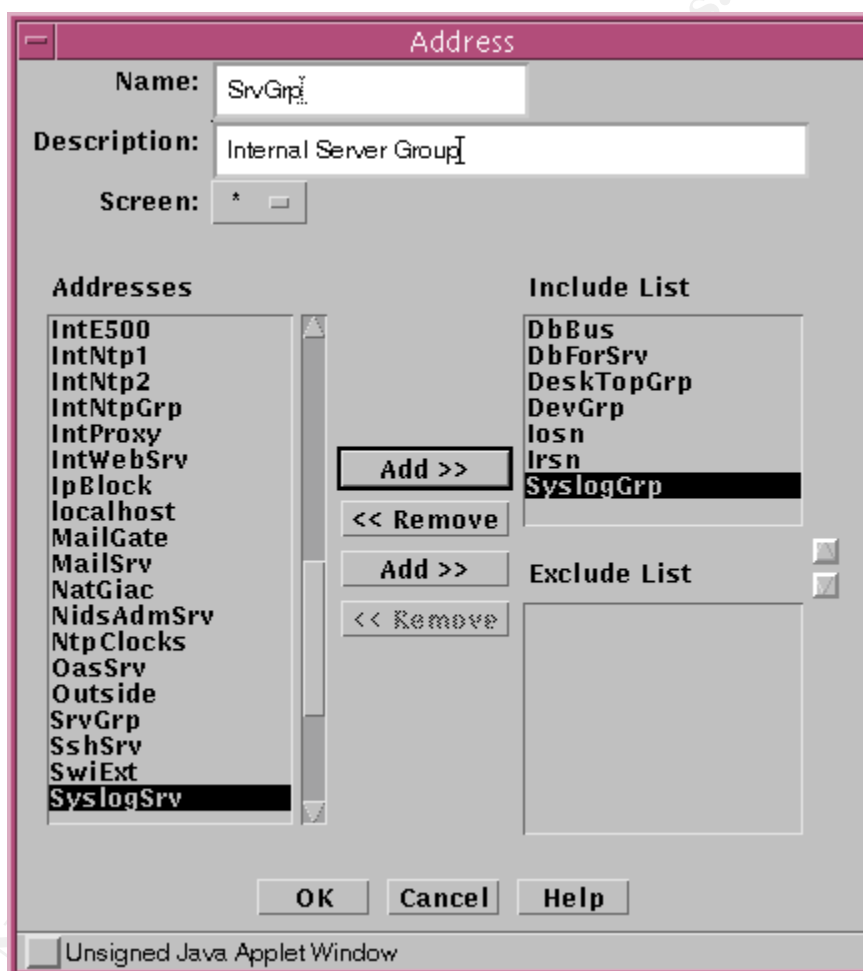 Address
Name: SrvGrp
Description: Internal Server Group
Screen: *
Addresses
IntE500
IntNtp1
IntNtp2
IntNtpGrp
IntProxy
IntWebSrv
IpBlock
localhost
MailGate
MailSrv
NatGiac
NidsAdmSrv
NtpClocks
OasSrv
Outside
SrvGrp
SshSrv
SwiExt
SyslogSrv
Add >>
<< Remove
Add >>
<< Remove
Include List
DbBus
DbForSrv
DeskTopGrp
DevGrp
Iosn
Irsn
SyslogGrp
Exclude List
OK Cancel Help
Unsigned Java Applet Window